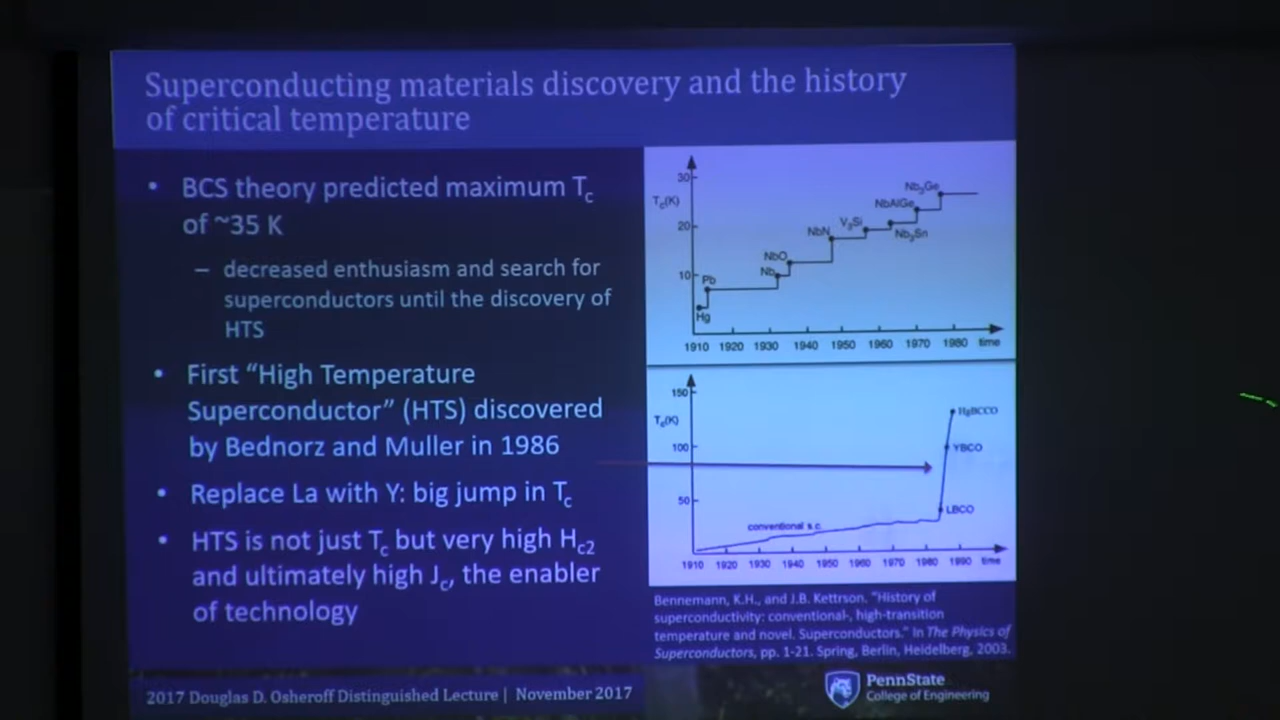 Superconducting materials discovery and the history
of critical temperature
• BCS theory predicted maximum Tc
of ~35 K
– decreased enthusiasm and search for
superconductors until the discovery of
HTS
• First “High Temperature
Superconductor” (HTS) discovered
by Bednorz and Muller in 1986
• Replace La with Y: big jump in Tc
• HTS is not just Tc but very high Hc2
and ultimately high Jc, the enabler
of technology
30
Tc(K)
20
10
Hg
Pb
Nb
NbO
NbN
V3Si
Nb3Sn
NbAlGe
Nb3Ge
1910 1920 1930 1940 1950 1960 1970 1980 time
150
Tc(K)
100
50
conventional s.c.
HgBCCO
YBCO
LBCO
1910 1920 1930 1940 1950 1960 1970 1980 1990 time
Bennemann, K.H., and J.B. Kettrson. "History of
superconductivity: conventional-, high-transition
temperature and novel. Superconductors." In The Physics of
Superconductors, pp. 1-21. Spring, Berlin, Heidelberg, 2003.
2017 Douglas D. Osheroff Distinguished Lecture | November 2017
PennState
College of Engineering